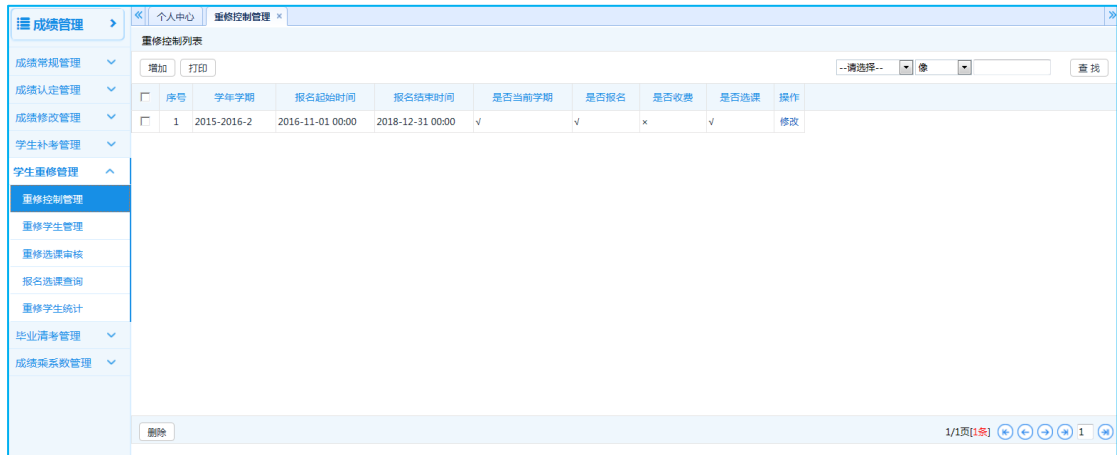 成绩管理
个人中心 重修控制管理 ×
重修控制列表
增加 打印 --请选择-- 像 查 找
序号 学年学期 报名起始时间 报名结束时间 是否当前学期 是否报名 是否收费 是否选课 操作
1 2015-2016-2 2016-11-01 00:00 2018-12-31 00:00 √ √ × √ 修改
成绩常规管理
成绩认定管理
成绩修改管理
学生补考管理
学生重修管理
重修控制管理
重修学生管理
重修选课审核
报名选课查询
重修学生统计
毕业清考管理
成绩乘系数管理
删除 1/1页[1条] 1